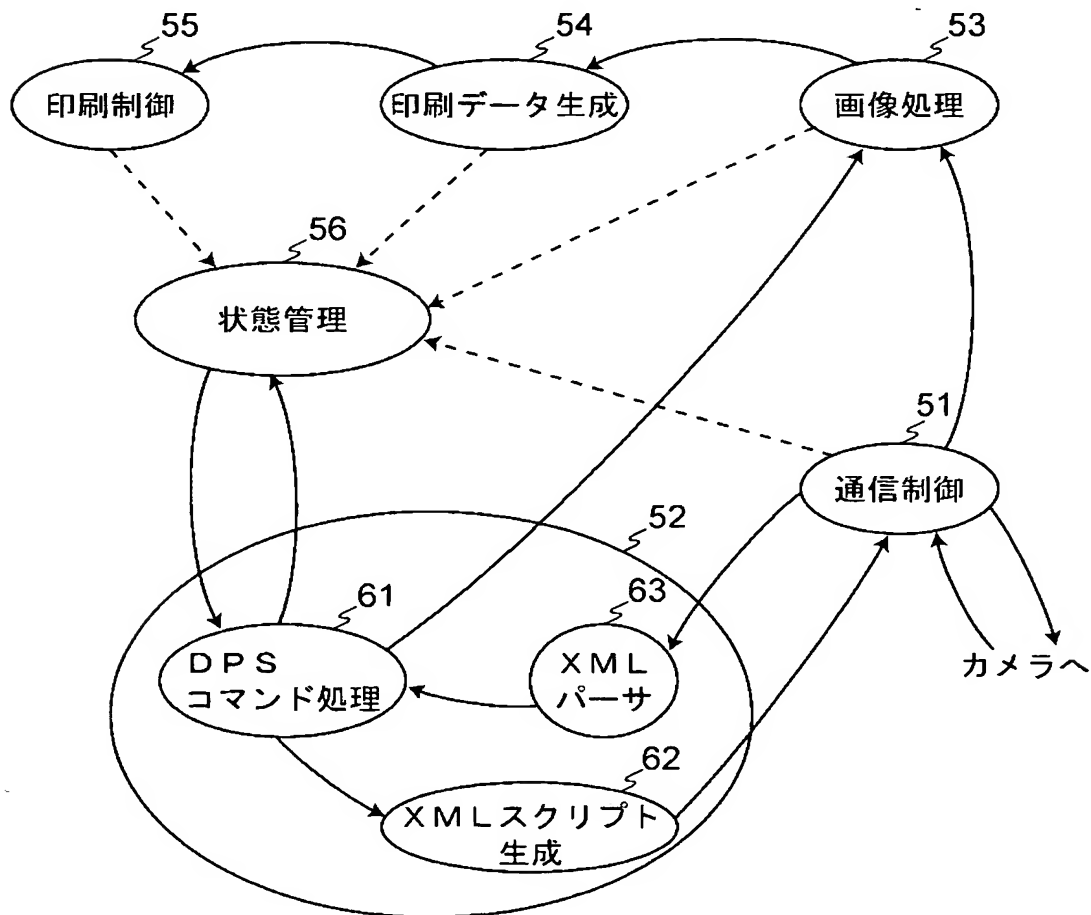 55
54
53
印刷制御
印刷データ生成
画像処理
56
状態管理
51
通信制御
52
61
63
DPS
コマンド処理
XML
パーサ
カメラへ
62
XMLスクリプト
生成